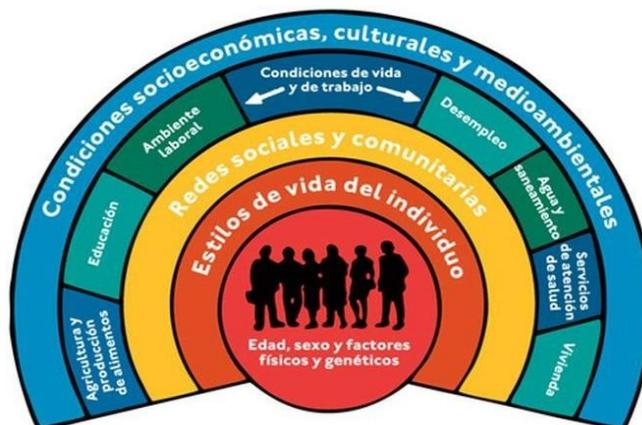 Condiciones socioeconómicas, culturales y medioambientales
Condiciones de vida
y de trabajo
Agricultura y
producción
de alimentos
Educación
Ambiente
laboral
Desempleo
Agua y
saneamiento
Servicios
de atención
de salud
Vivienda
Redes sociales y comunitarias
Estilos de vida del individuo
Edad, sexo y factores
físicos y genéticos